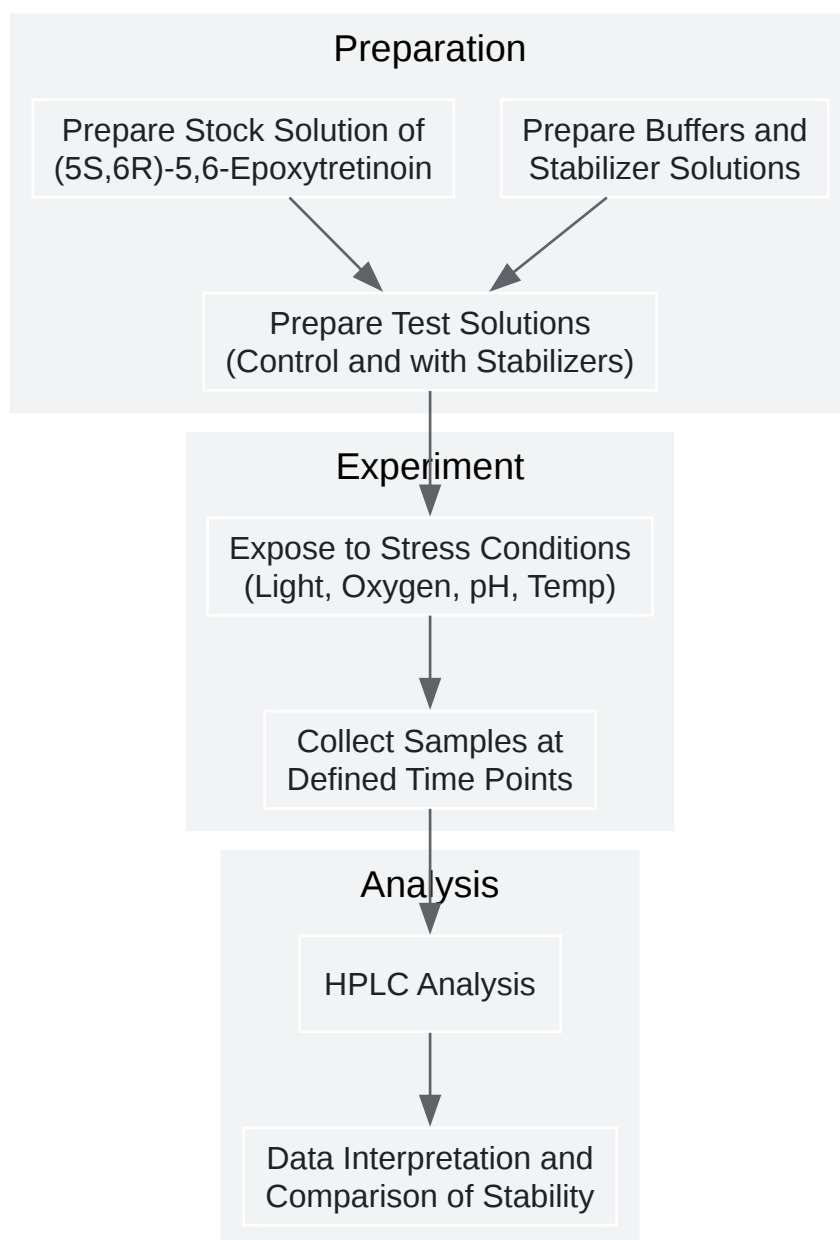 Preparation
Prepare Stock Solution of
(5S,6R)-5,6-Epoxytretinoin
Prepare Buffers and
Stabilizer Solutions
Prepare Test Solutions
(Control and with Stabilizers)
Experiment
Expose to Stress Conditions
(Light, Oxygen, pH, Temp)
Collect Samples at
Defined Time Points
Analysis
HPLC Analysis
Data Interpretation and
Comparison of Stability